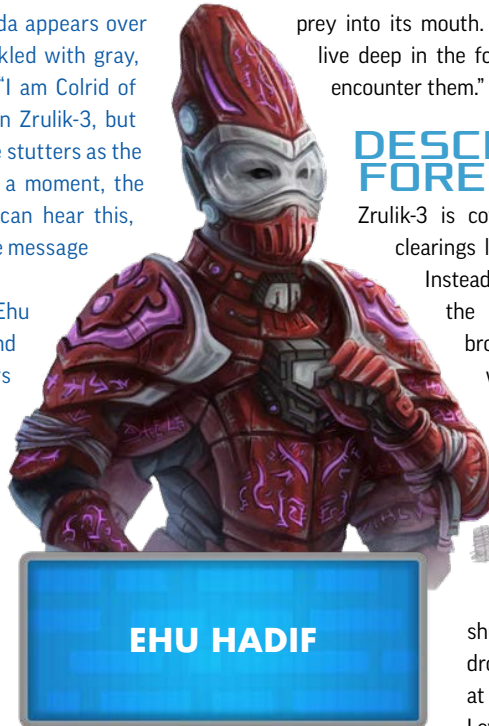 da appears over
kled with gray,
“I am Colrid of
n Zrulik-3, but
e stutters as the
a moment, the
can hear this,
e message
Ehu
nd
rs
prey into its mouth.
live deep in the fo
encounter them.”
DESC
FORE
Zrulik-3 is co
clearings l
Instead
the
bro
w
sh
dro
at
EHU HADIF